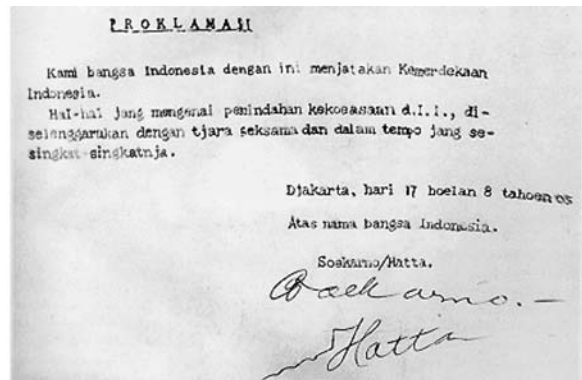 PROKLAMASI
Kami bangsa Indonesia dengan ini menjatakan Kemerdekaan
Indonesia.
Hal-hal jang mengenai pemindahan kekoeasaan d.l.l., di-
selenggarakan dengan tjara seksama dan dalam tempo jang se-
singkat-singkatnja.
Djakarta, hari 17 boelan 8 tahoen 05
Atas nama bangsa Indonesia.
Soekarno/Hatta.
Soekarno.—
Hatta